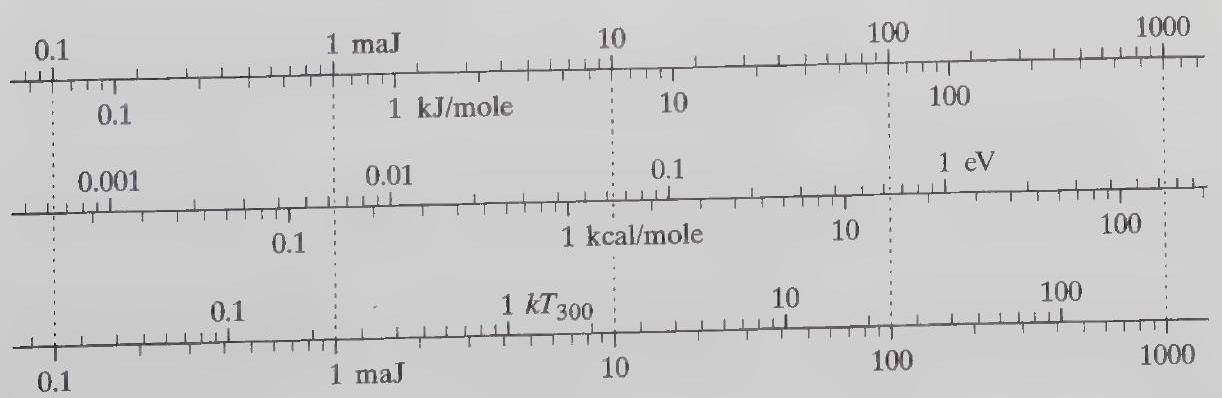 0.1 1 maJ 10 100 1000
0.1 1 kJ/mole 10 100
0.001 0.01 0.1 1 eV
0.1 1 kcal/mole 10 100
0.1 1 kT300 10 100
0.1 1 maJ 10 100 1000